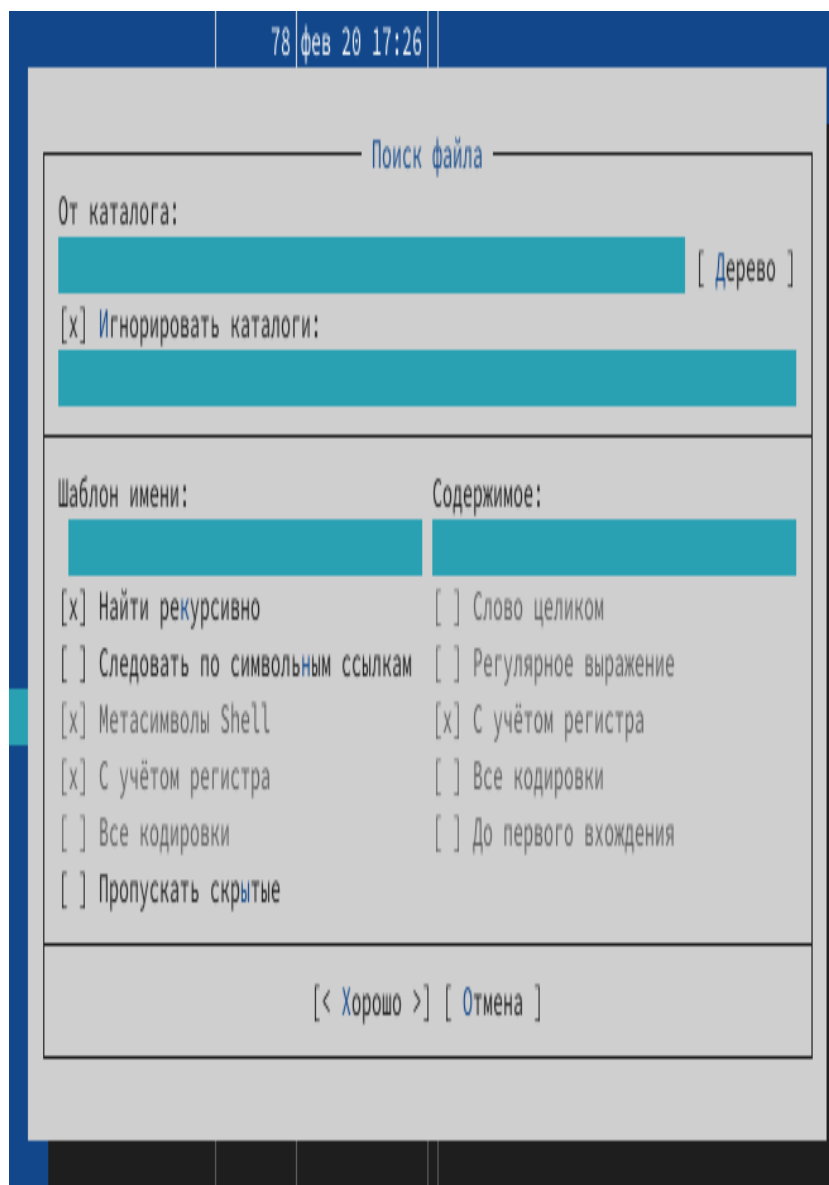 78 фев 20 17:26
Поиск файла
От каталога:
[ Дерево ]
[x] Игнорировать каталоги:
Шаблон имени: Содержимое:
[x] Найти рекурсивно [ ] Слово целиком
[ ] Следовать по символьным ссылкам [ ] Регулярное выражение
[x] Метасимволы Shell [x] С учётом регистра
[x] С учётом регистра [ ] Все кодировки
[ ] Все кодировки [ ] До первого вхождения
[ ] Пропускать скрытые
[< Хорошо >] [ Отмена ]